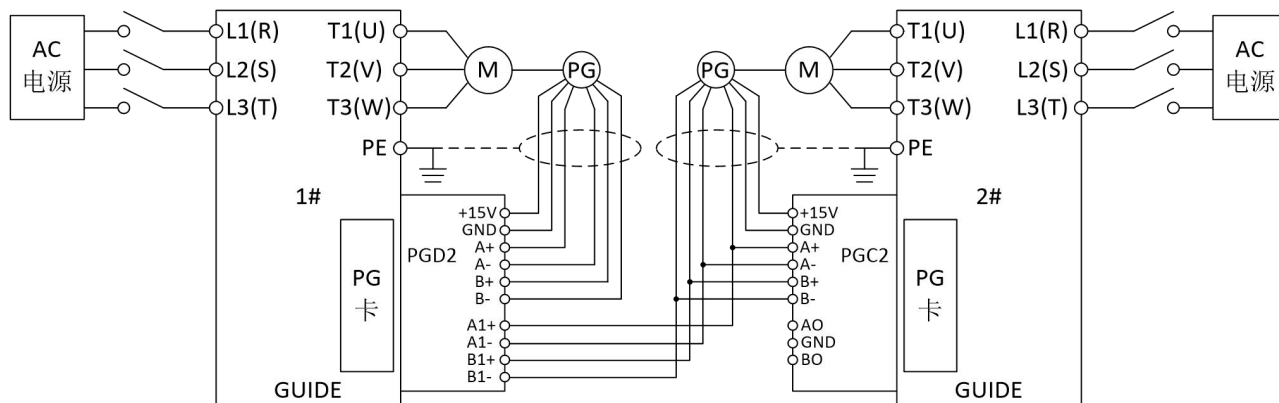 AC
电源
L1(R)
L2(S)
L3(T)
T1(U)
T2(V)
T3(W)
PE
1#
PG
卡
GUIDE
M
PG
PGD2
+15V
GND
A+
A-
B+
B-
A1+
A1-
B1+
B1-
PG
M
T1(U)
T2(V)
T3(W)
PE
L1(R)
L2(S)
L3(T)
AC
电源
2#
PGC2
+15V
GND
A+
A-
B+
B-
AO
GND
BO
PG
卡
GUIDE